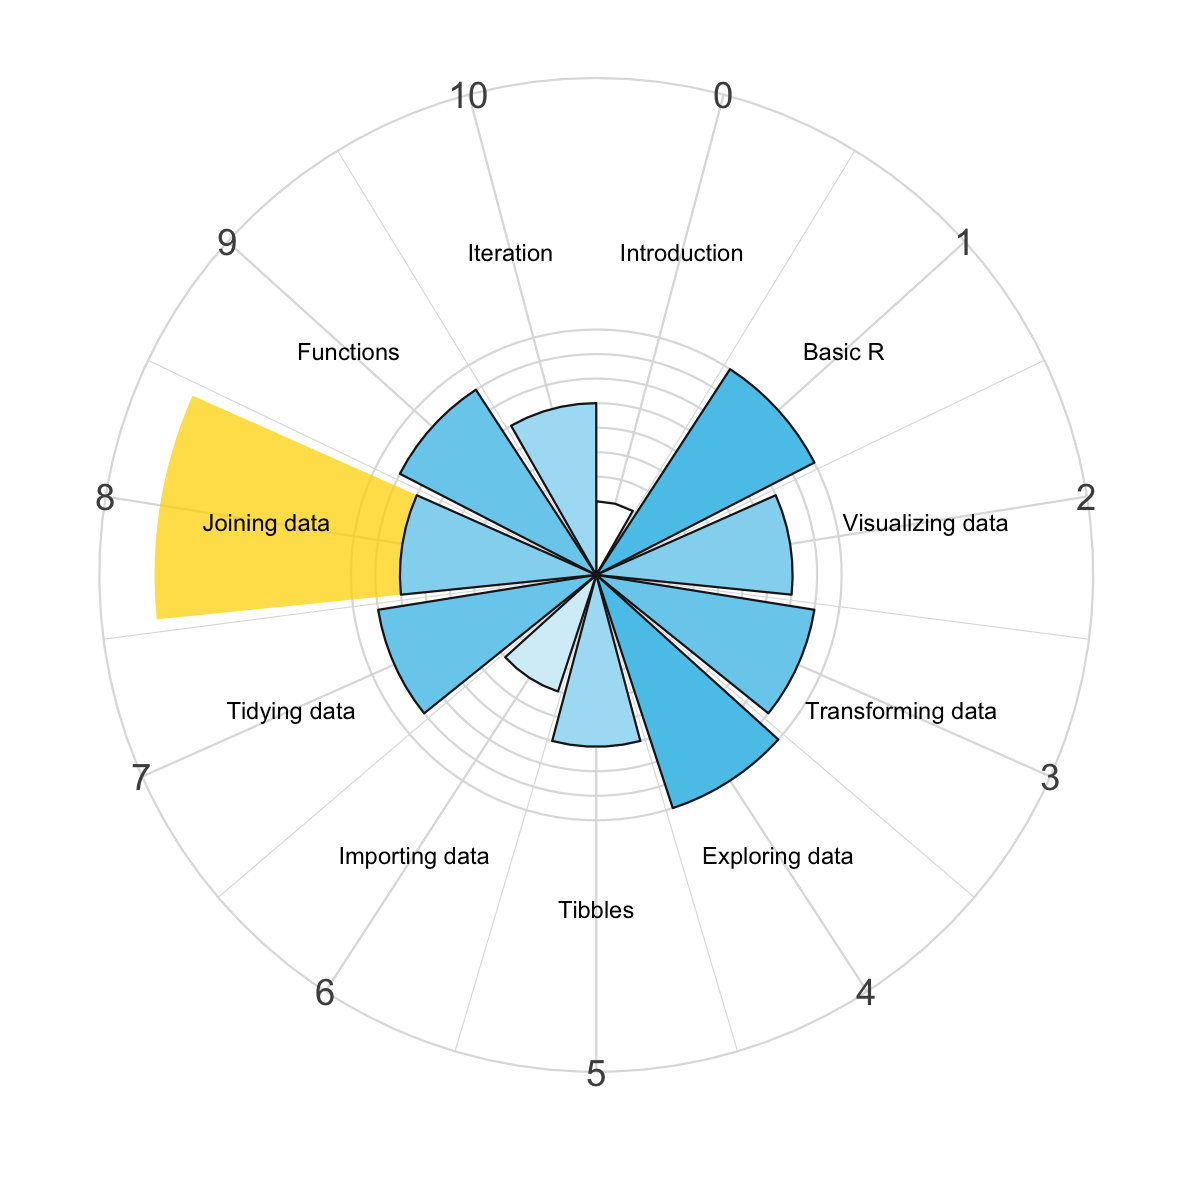 10
0
9
1
Iteration
Introduction
Functions
Basic R
8
Joining data
Visualizing data
2
Tidying data
Transforming data
7
3
Importing data
Exploring data
Tibbles
6
4
5